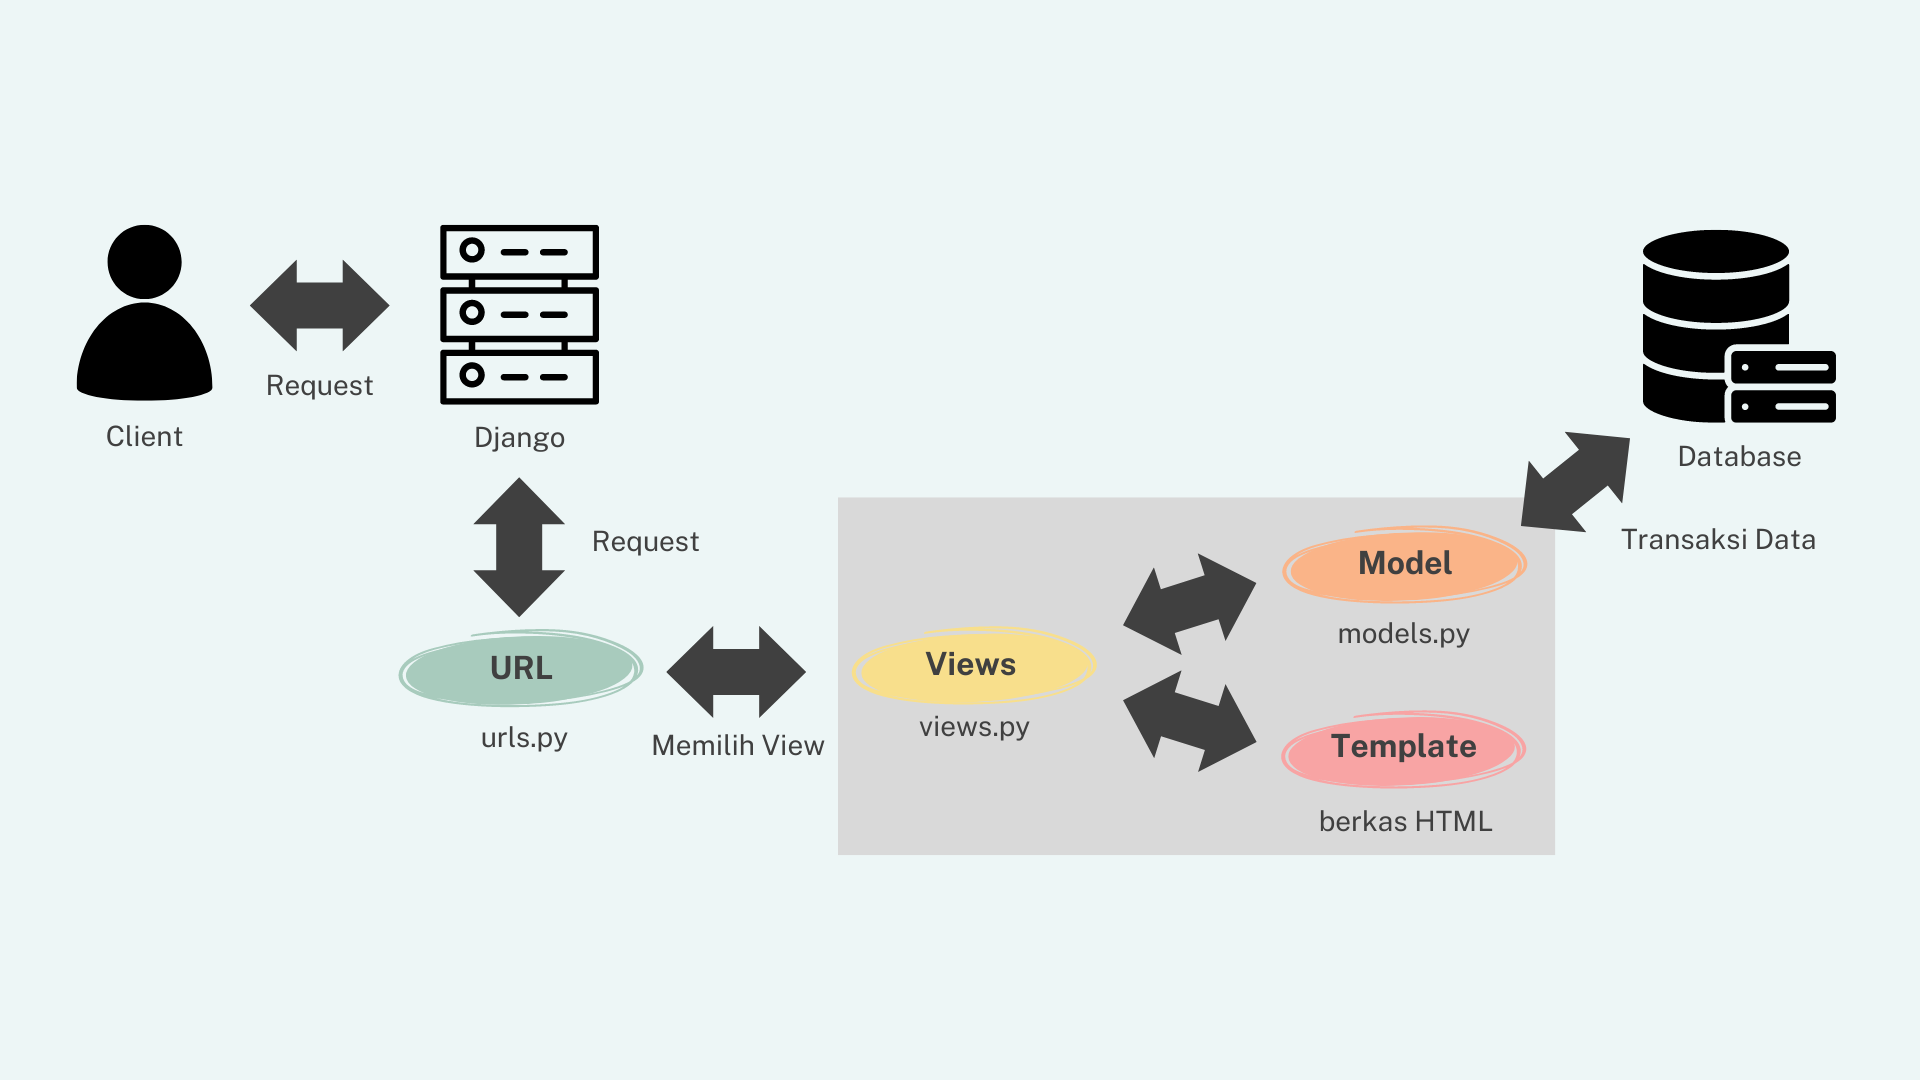 Client
Request
Django
Request
URL
urls.py
Memilih View
Views
views.py
Model
models.py
Template
berkas HTML
Database
Transaksi Data